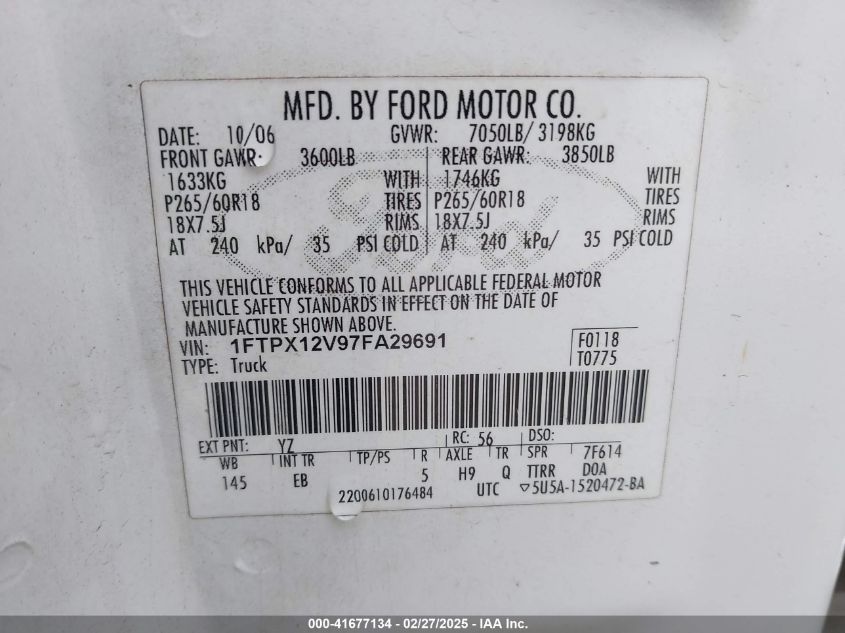 MFD. BY FORD MOTOR CO.
DATE: 10/06 GVWR: 7050LB/ 3198KG
FRONT GAWR: 3600LB REAR GAWR: 3850LB
1633KG WITH 1746KG WITH
P265/60R18 TIRES P265/60R18 TIRES
18X7.5J RIMS 18X7.5J RIMS
AT 240 kPa/ 35 PSI COLD AT 240 kPa/ 35 PSI COLD
Ford
THIS VEHICLE CONFORMS TO ALL APPLICABLE FEDERAL MOTOR
VEHICLE SAFETY STANDARDS IN EFFECT ON THE DATE OF
MANUFACTURE SHOWN ABOVE.
VIN: 1FTPX12V97FA29691 F0118
TYPE: Truck T0775
EXT PNT: YZ RC: 56 DSO:
WB INT TR TP/PS R AXLE TR SPR 7F614
145 EB 5 H9 Q TTRR DOA
2200610176484 UTC ▽5U5A-1520472-BA
000-41677134 - 02/27/2025 - IAA Inc.